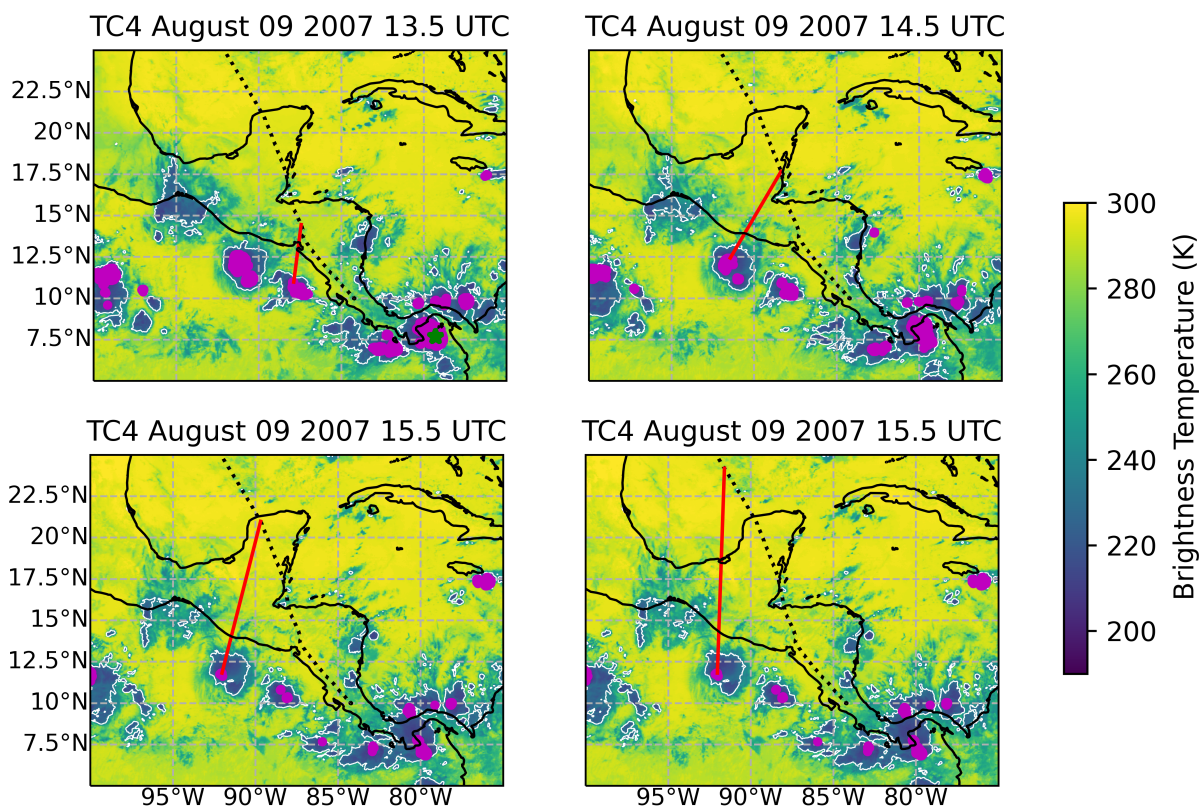 TC4 August 09 2007 13.5 UTC
TC4 August 09 2007 14.5 UTC
22.5°N
20°N
17.5°N
15°N
12.5°N
10°N
7.5°N
300
280
260
240
220
200
Brightness Temperature (K)
TC4 August 09 2007 15.5 UTC
TC4 August 09 2007 15.5 UTC
22.5°N
20°N
17.5°N
15°N
12.5°N
10°N
7.5°N
95°W 90°W 85°W 80°W
95°W 90°W 85°W 80°W